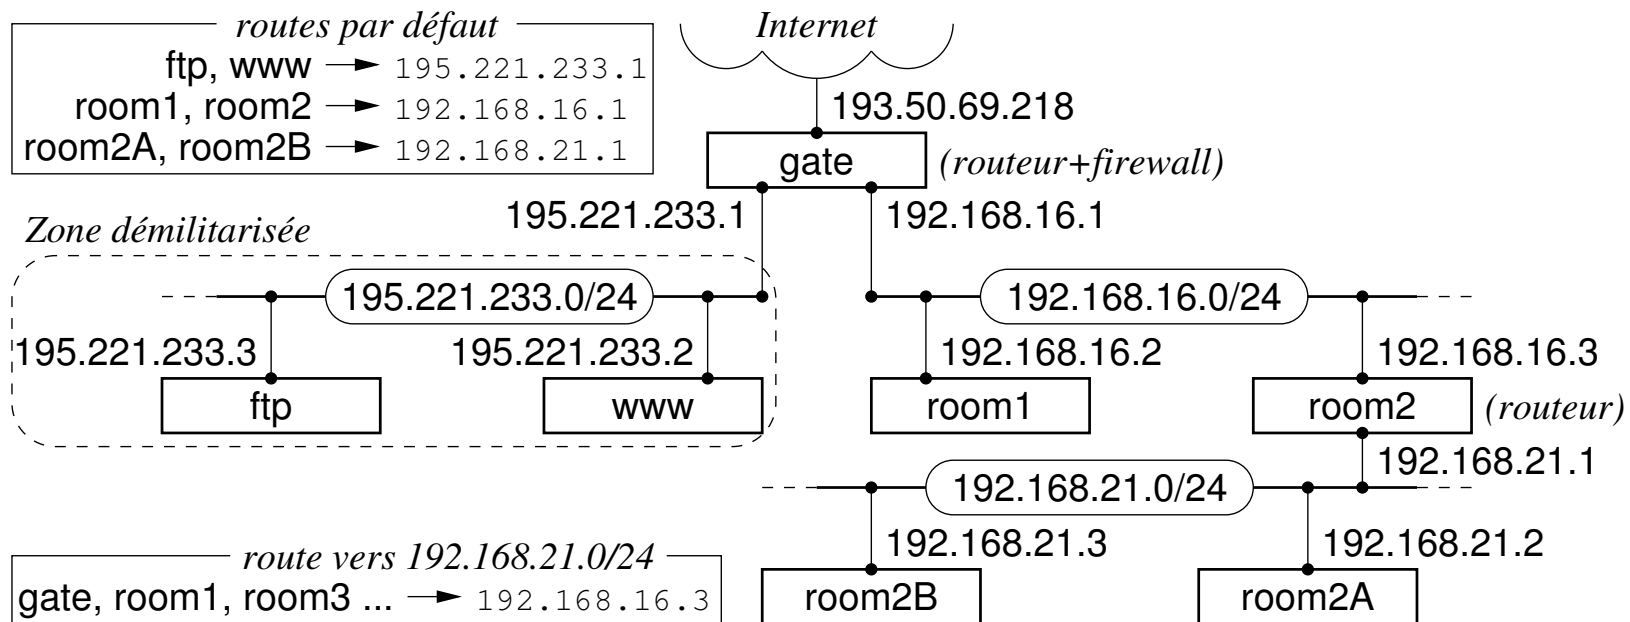 routes par défaut
ftp, www 195.221.233.1
room1, room2 192.168.16.1
room2A, room2B 192.168.21.1
Internet
193.50.69.218
gate (routeur+firewall)
195.221.233.1 192.168.16.1
Zone démilitarisée
195.221.233.0/24 192.168.16.0/24
195.221.233.3 195.221.233.2 192.168.16.2 192.168.16.3
ftp www room1 room2 (routeur)
192.168.21.1
192.168.21.0/24
192.168.21.3 192.168.21.2
room2B room2A
route vers 192.168.21.0/24
gate, room1, room3 ... 192.168.16.3